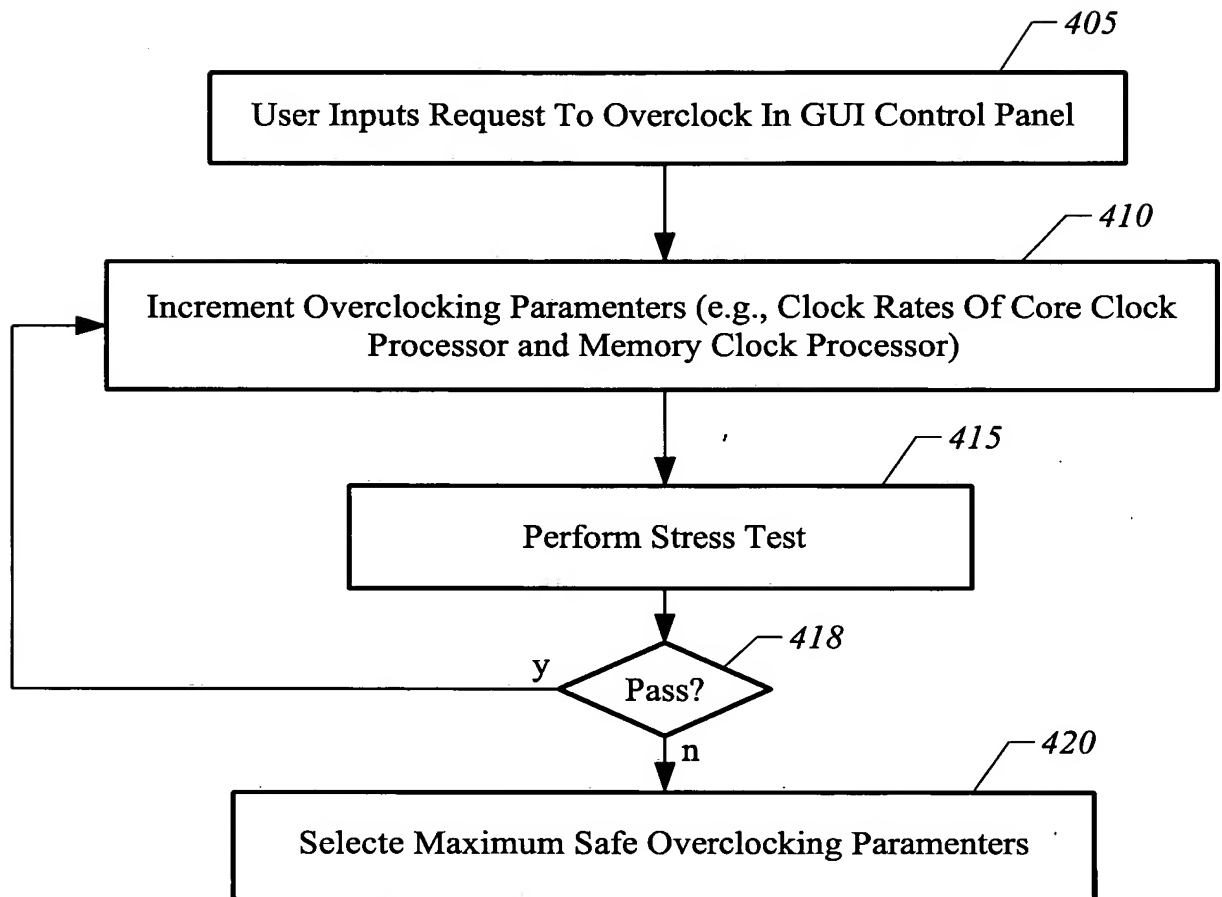 405
User Inputs Request To Overclock In GUI Control Panel
410
Increment Overclocking Paramenters (e.g., Clock Rates Of Core Clock
Processor and Memory Clock Processor)
415
Perform Stress Test
418
y
Pass?
n
420
Selecte Maximum Safe Overclocking Paramenters